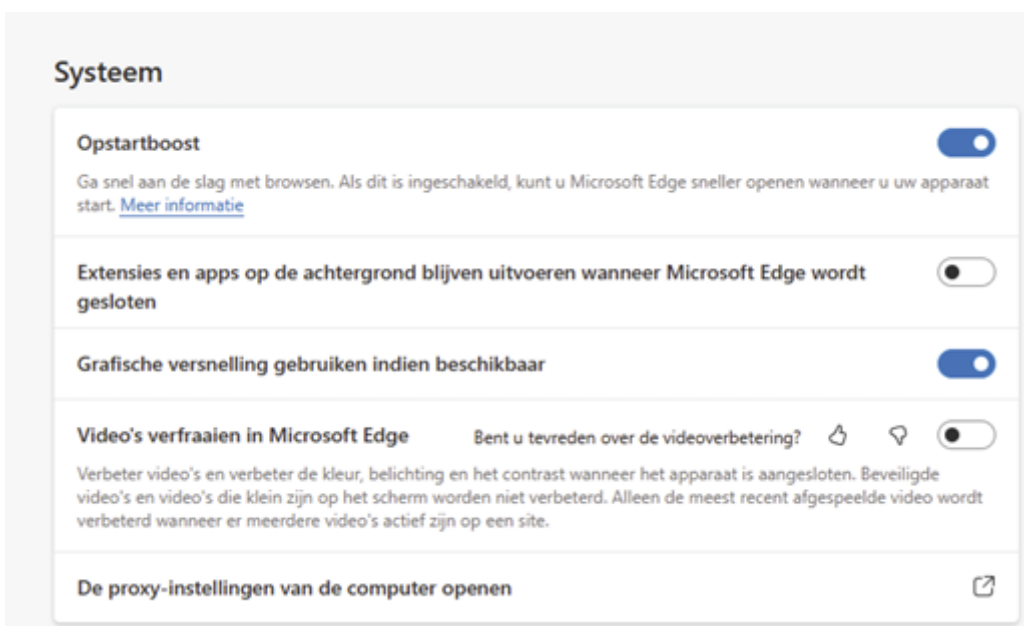 Systeem
Opstartboost
Ga snel aan de slag met browsen. Als dit is ingeschakeld, kunt u Microsoft Edge sneller openen wanneer u uw apparaat
start. Meer informatie
Extensies en apps op de achtergrond blijven uitvoeren wanneer Microsoft Edge wordt
gesloten
Grafische versnelling gebruiken indien beschikbaar
Video's verfraaien in Microsoft Edge Bent u tevreden over de videoverbetering?
Verbeter video's en verbeter de kleur, belichting en het contrast wanneer het apparaat is aangesloten. Beveiligde
video's en video's die klein zijn op het scherm worden niet verbeterd. Alleen de meest recent afgespeelde video wordt
verbeterd wanneer er meerdere video's actief zijn op een site.
De proxy-instellingen van de computer openen